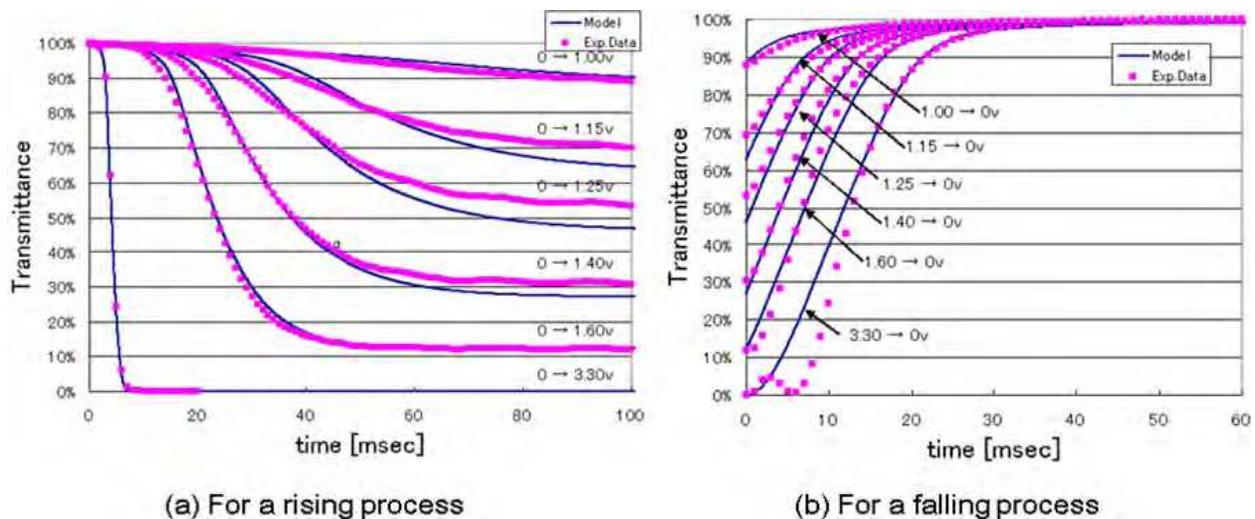 Model
Exp.Data
100%
90%
80%
70%
60%
50%
40%
30%
20%
10%
0%
Transmittance
0 → 1.00v
0 → 1.15v
0 → 1.25v
0 → 1.40v
0 → 1.60v
0 → 3.30v
0 20 40 60 80 100
time [msec]
(a) For a rising process
100%
90%
80%
70%
60%
50%
40%
30%
20%
10%
0%
Transmittance
Model
Exp.Data
1.00 → 0v
1.15 → 0v
1.25 → 0v
1.40 → 0v
1.60 → 0v
3.30 → 0v
0 10 20 30 40 50 60
time [msec]
(b) For a falling process